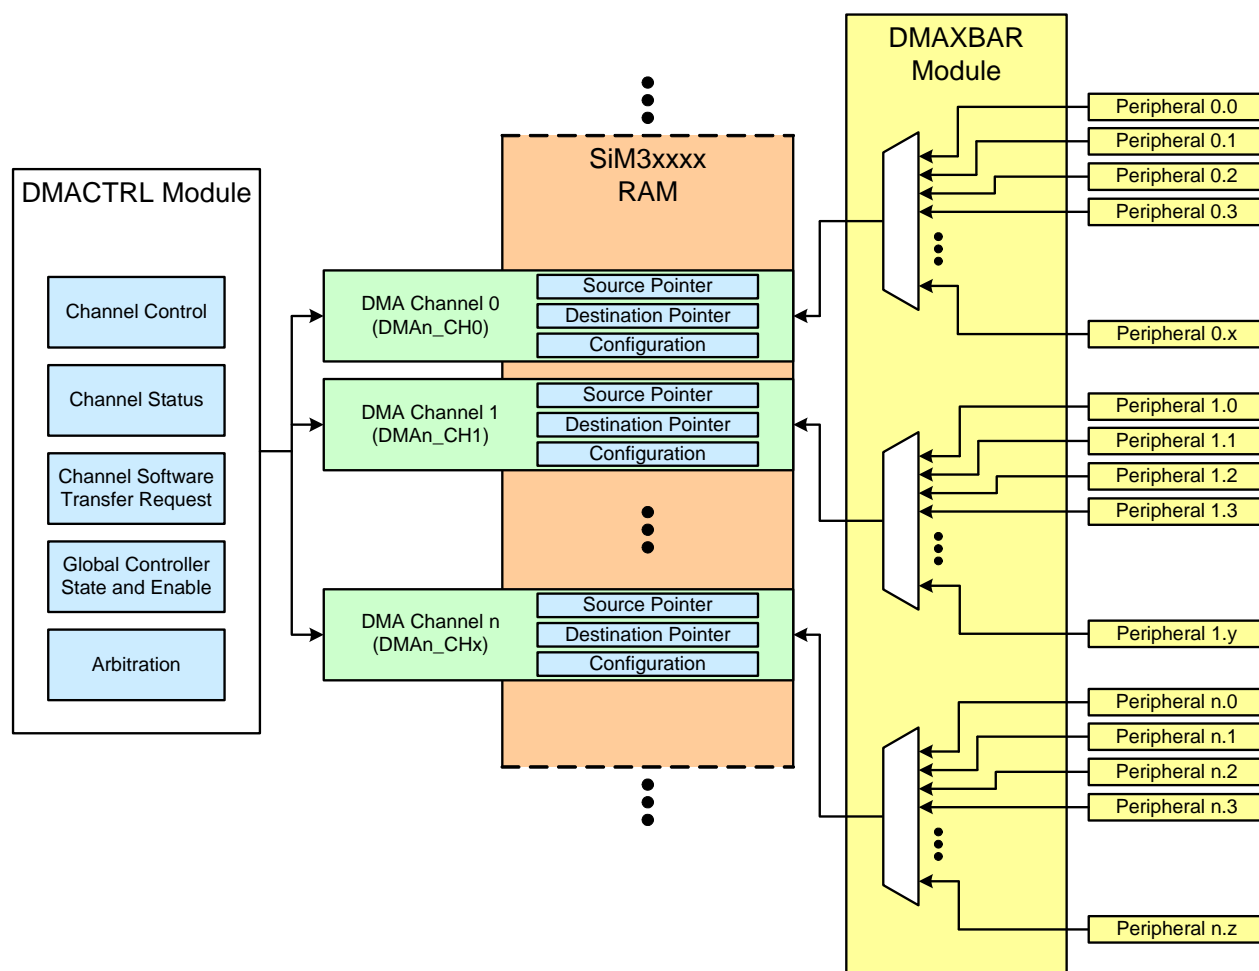 DMACTRL Module
Channel Control
Channel Status
Channel Software
Transfer Request
Global Controller
State and Enable
Arbitration
SiM3xxxx
RAM
DMA Channel 0
(DMAn_CH0)
Source Pointer
Destination Pointer
Configuration
DMA Channel 1
(DMAn_CH1)
Source Pointer
Destination Pointer
Configuration
DMA Channel n
(DMAn_CHx)
Source Pointer
Destination Pointer
Configuration
DMAXBAR
Module
Peripheral 0.0
Peripheral 0.1
Peripheral 0.2
Peripheral 0.3
Peripheral 0.x
Peripheral 1.0
Peripheral 1.1
Peripheral 1.2
Peripheral 1.3
Peripheral 1.y
Peripheral n.0
Peripheral n.1
Peripheral n.2
Peripheral n.3
Peripheral n.z